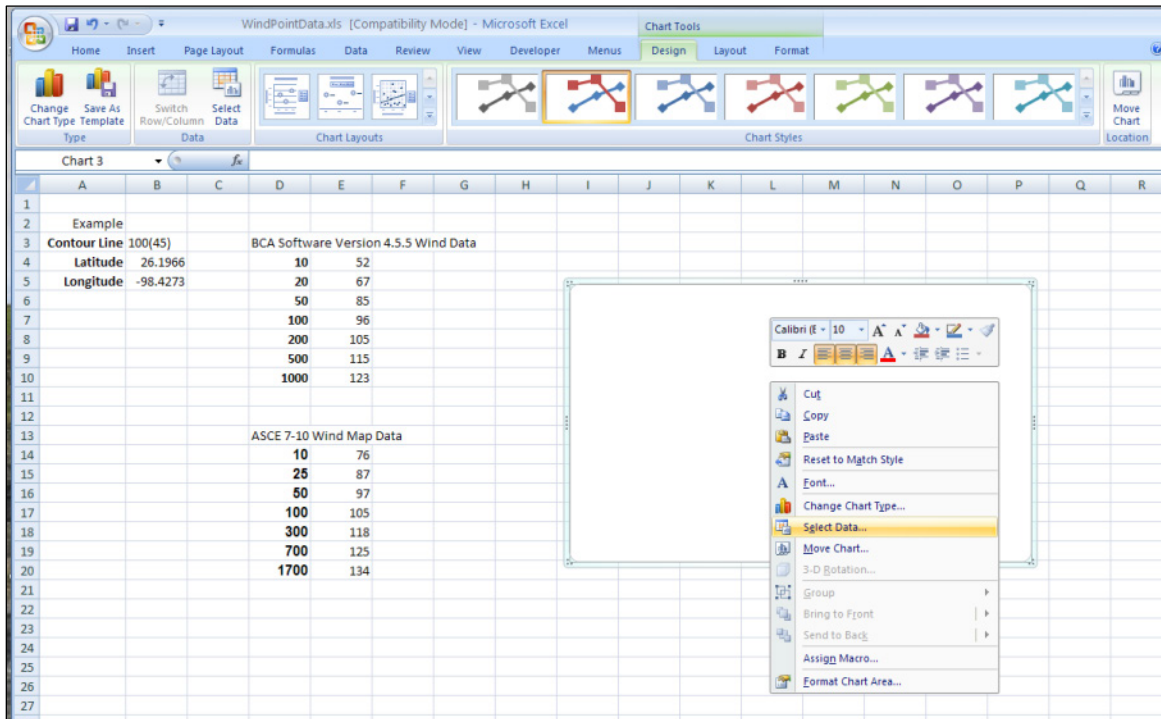 WindPointData.xls [Compatibility Mode] - Microsoft Excel Chart Tools
Home Insert Page Layout Formulas Data Review View Developer Menus Design Layout Format
Change Chart Type
Save As Template
Switch Row/Column
Select Data
Move Chart
Type Data Chart Layouts Chart Styles Location
Chart 3 fx
A B C D E F G H I J K L M N O P Q R
1
2 Example
3 Contour Line 100(45) BCA Software Version 4.5.5 Wind Data
4 Latitude 26.1966 10 52
5 Longitude -98.4273 20 67
6 50 85
7 100 96
8 200 105
9 500 115
10 1000 123
11
12
13 ASCE 7-10 Wind Map Data
14 10 76
15 25 87
16 50 97
17 100 105
18 300 118
19 700 125
20 1700 134
21
22
23
24
25
26
27
Calibri (E 10 A A
B I A
Cut
Copy
Paste
Reset to Match Style
A Font...
Change Chart Type...
Select Data...
Move Chart...
3-D Rotation...
Group
Bring to Front
Send to Back
Assign Macro...
Format Chart Area...